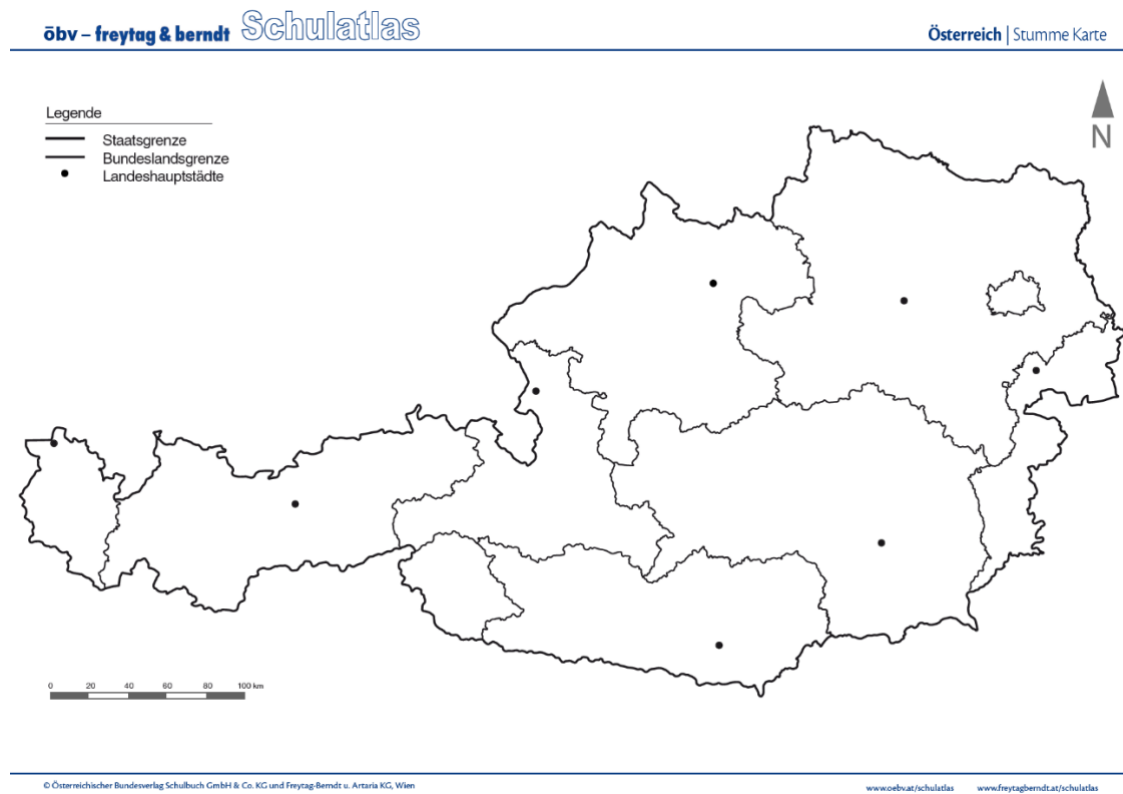 öbv – freytag & berndt Schulatlas
Österreich | Stumme Karte
Legende
Staatsgrenze
Bundeslandsgrenze
Landeshauptstädte
N
0 20 40 60 80 100 km
© Österreichischer Bundesverlag Schulbuch GmbH & Co. KG und Freytag-Berndt u. Artaria KG, Wien
www.oebv.at/schulatlas www.freytagberndt.at/schulatlas